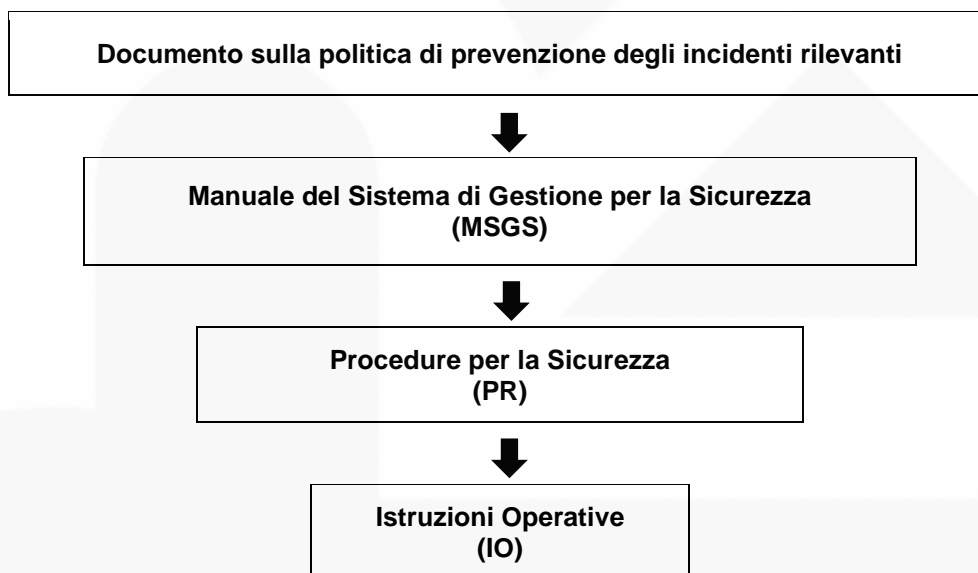 Documento sulla politica di prevenzione degli incidenti rilevanti
Manuale del Sistema di Gestione per la Sicurezza
(MSGS)
Procedure per la Sicurezza
(PR)
Istruzioni Operative
(IO)